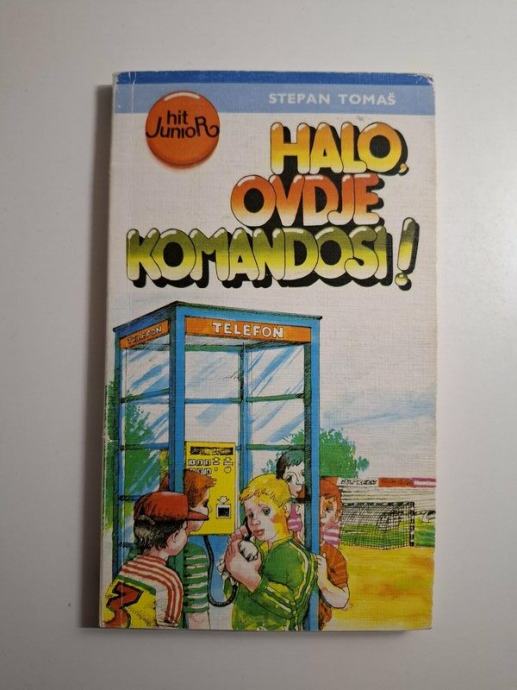 STEPAN TOMAŠ
hit
JunioR
HALO,
OVDJE
KOMANDOSI!
TELEFON
TELEFON